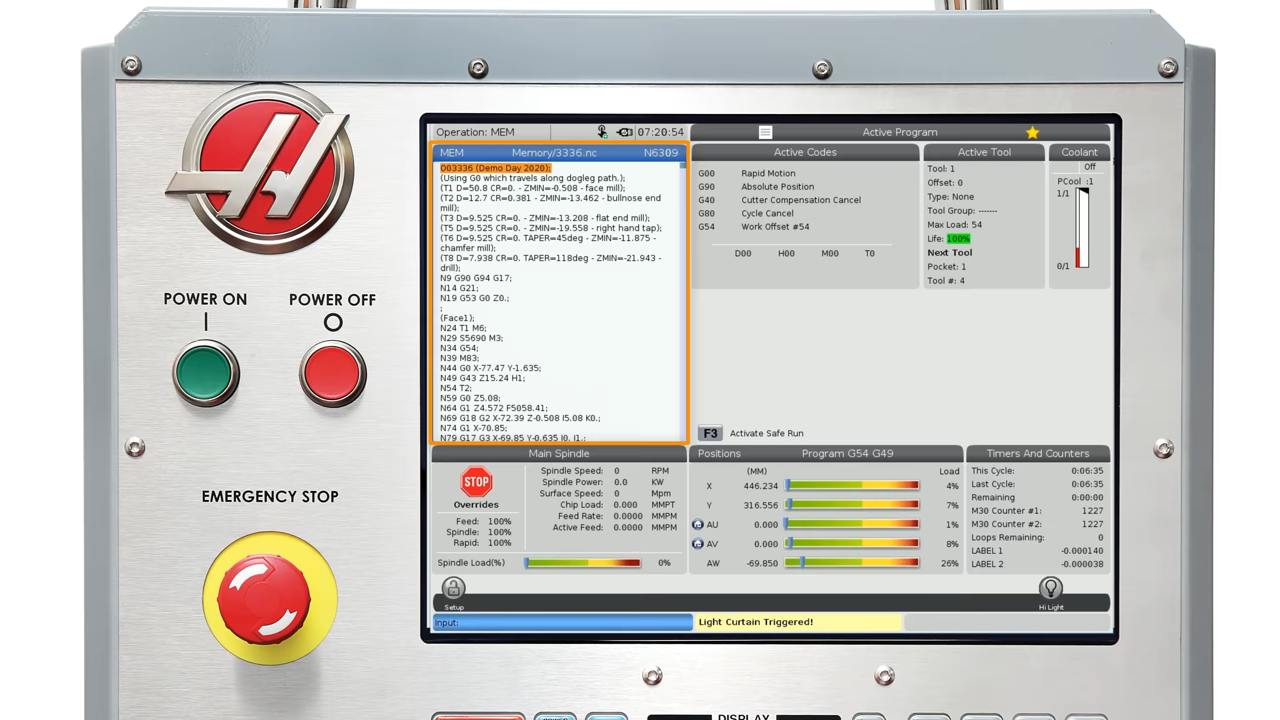 Operation: MEM
07:20:54
Active Program
MEM Memory/3336.nc N6309
O03336 (Demo Day 2020);
(Using G0 which travels along dogleg path.);
(T1 D=50.8 CR=0. - ZMIN=-0.508 - face mill);
(T2 D=12.7 CR=0.381 - ZMIN=-13.462 - bullnose end
mill);
(T3 D=9.525 CR=0. - ZMIN=-13.208 - flat end mill);
(T5 D=9.525 CR=0. - ZMIN=-19.558 - right hand tap);
(T6 D=9.525 CR=0. TAPER=45deg - ZMIN=-11.875 -
chamfer mill);
(T8 D=7.938 CR=0. TAPER=118deg - ZMIN=-21.943 -
drill);
N9 G90 G94 G17;
N14 G21;
N19 G53 G0 Z0.;
;
(Face1);
N24 T1 M6;
N29 S5690 M3;
N34 G54;
N39 M83;
N44 G0 X-77.47 Y-1.635;
N49 G43 Z15.24 H1;
N54 T2;
N59 G0 Z5.08;
N64 G1 Z4.572 F5058.41;
N69 G18 G2 X-72.39 Z-0.508 I5.08 K0.;
N74 G1 X-70.85;
N79 G17 G3 X-69.85 Y-0.635 I0. J1.;
Active Codes
G00 Rapid Motion
G90 Absolute Position
G40 Cutter Compensation Cancel
G80 Cycle Cancel
G54 Work Offset #54
D00 H00 M00 T0
Active Tool
Tool: 1
Offset: 0
Type: None
Tool Group: -------
Max Load: 54
Life: 100%
Next Tool
Pocket: 1
Tool #: 4
Coolant
Off
PCool :1
1/1
0/1
F3 Activate Safe Run
POWER ON
POWER OFF
EMERGENCY STOP
Main Spindle
STOP
Overrides
Feed: 100%
Spindle: 100%
Rapid: 100%
Spindle Speed: 0 RPM
Spindle Power: 0.0 KW
Surface Speed: 0 Mpm
Chip Load: 0.000 MMPT
Feed Rate: 0.0000 MMPM
Active Feed: 0.0000 MMPM
Spindle Load(%) 0%
Positions Program G54 G49
(MM) Load
X 446.234 4%
Y 316.556 7%
AU 0.000 1%
AV 0.000 8%
AW -69.850 26%
Timers And Counters
This Cycle: 0:06:35
Last Cycle: 0:06:35
Remaining 0:00:00
M30 Counter #1: 1227
M30 Counter #2: 1227
Loops Remaining: 0
LABEL 1 -0.000140
LABEL 2 -0.000038
Setup
Hi Light
Input:
Light Curtain Triggered!
DISPLAY